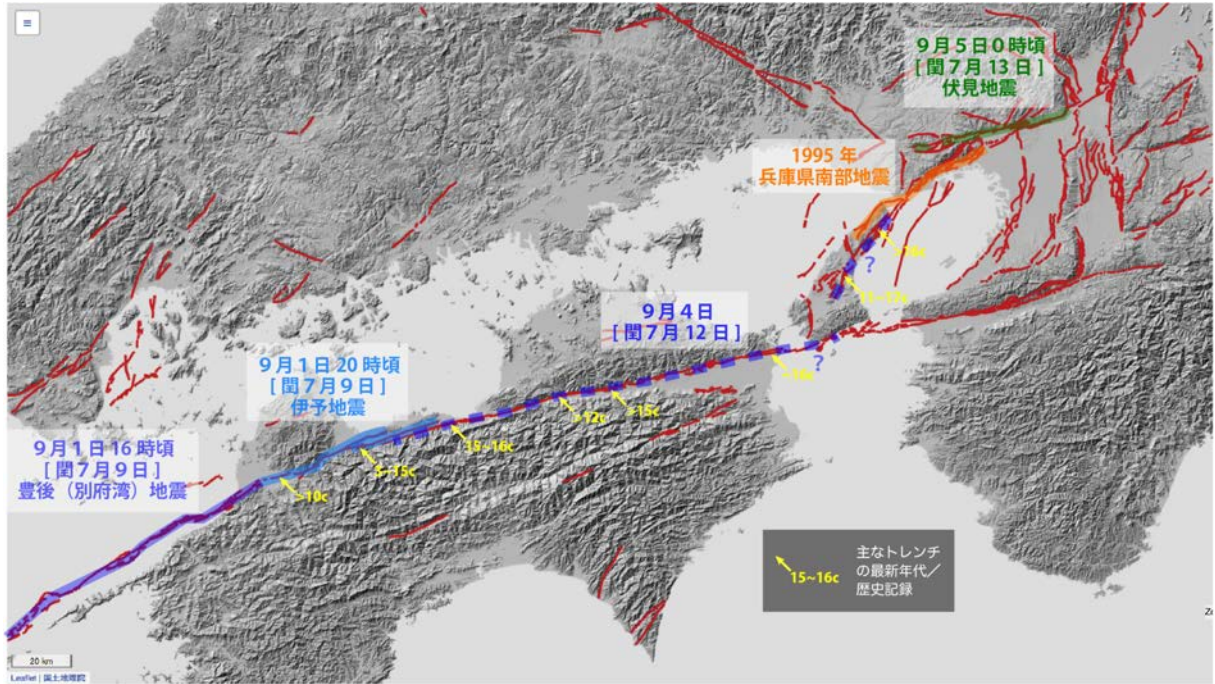 ≡
9月5日0時頃
[ 閏7月13日 ]
伏見地震
1995 年
兵庫県南部地震
>16c
?
11~17c
9月4日
[ 閏7月12日 ]
?
~16c
9月1日20時頃
[ 閏7月9日 ]
伊予地震
>12c
>15c
15~16c
5~15c
>10c
9月1日16時頃
[ 閏7月9日 ]
豊後（別府湾）地震
15~16c
主なトレンチ
の最新年代／
歴史記録
20 km
Leaflet | 国土地理院